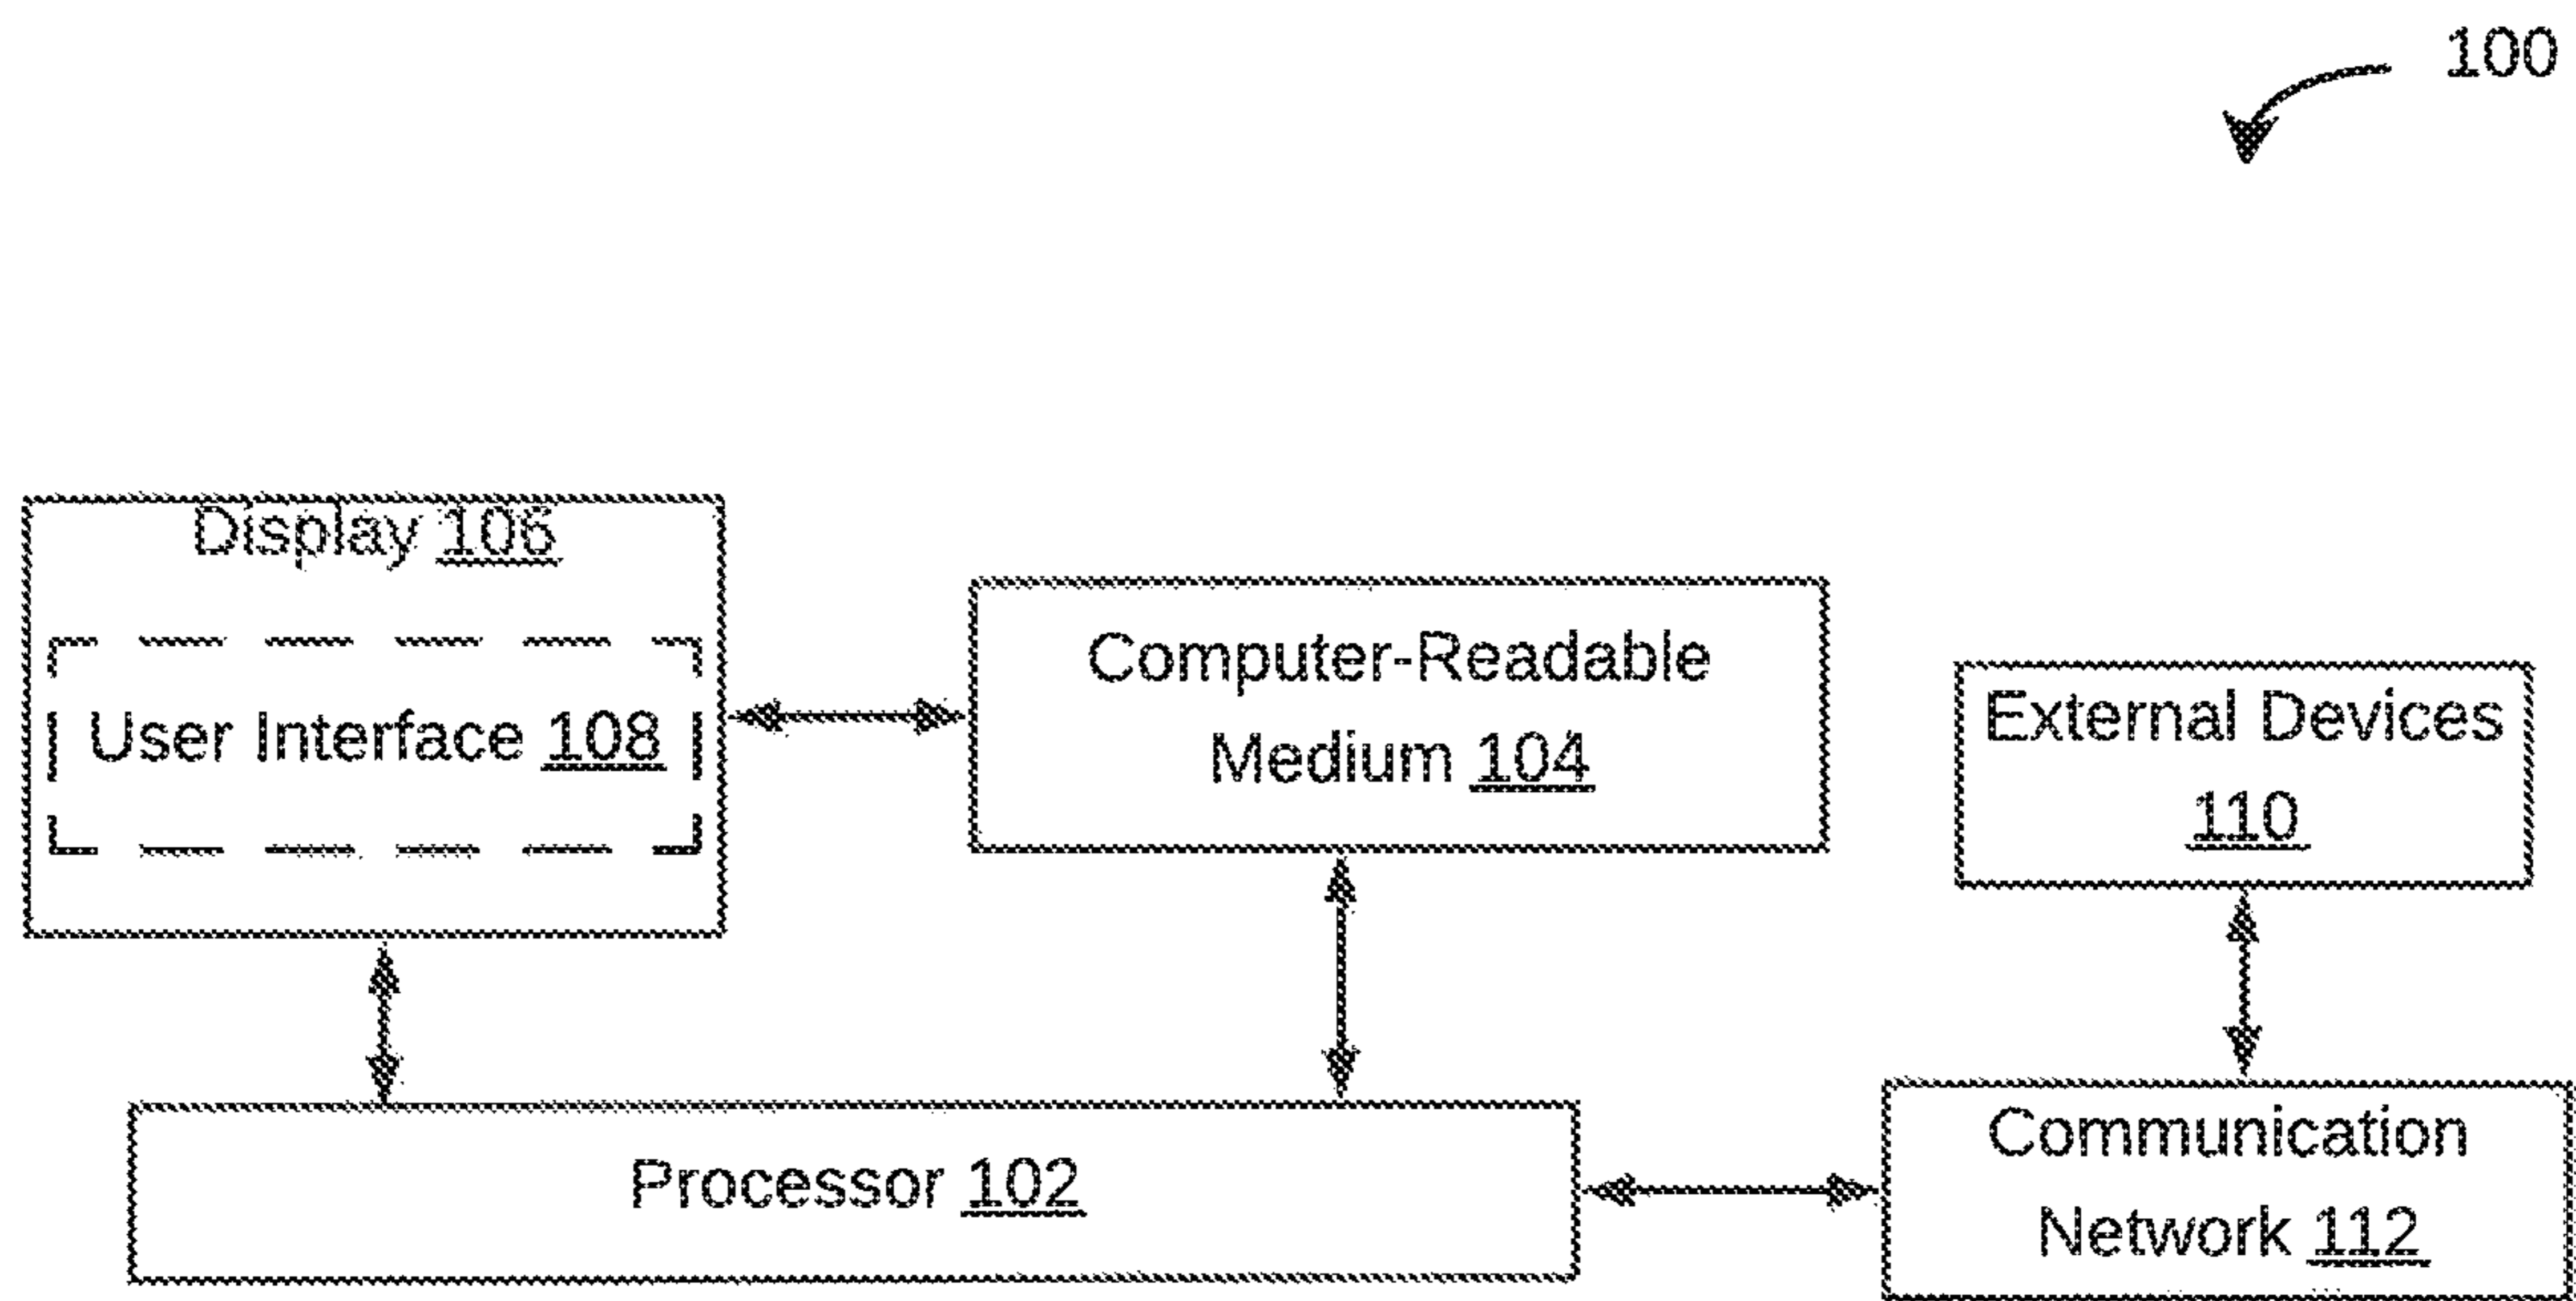 100
Display 106
User Interface 108
Computer-Readable
Medium 104
External Devices
110
Processor 102
Communication
Network 112